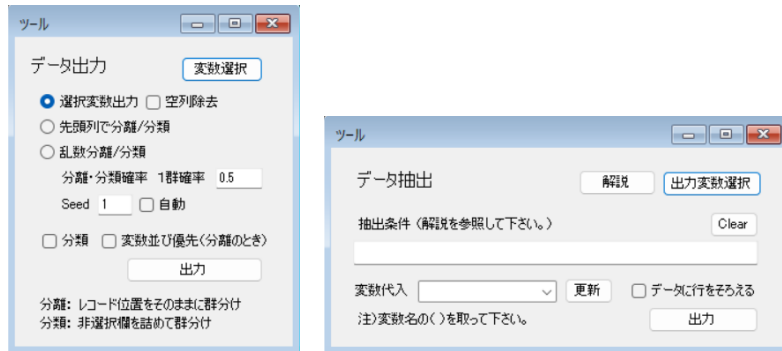 ツール
データ出力
変数選択
選択変数出力 空列除去
先頭列で分離/分類
乱数分離/分類
分離・分類確率 1群確率 0.5
Seed 1 自動
分類 変数並び優先(分離のとき)
出力
分離: レコード位置をそのままに群分け
分類: 非選択欄を詰めて群分け
ツール
データ抽出
解説
出力変数選択
抽出条件 (解説を参照して下さい。)
Clear
変数代入 更新 データに行をそろえる
注)変数名の( )を取って下さい。
出力